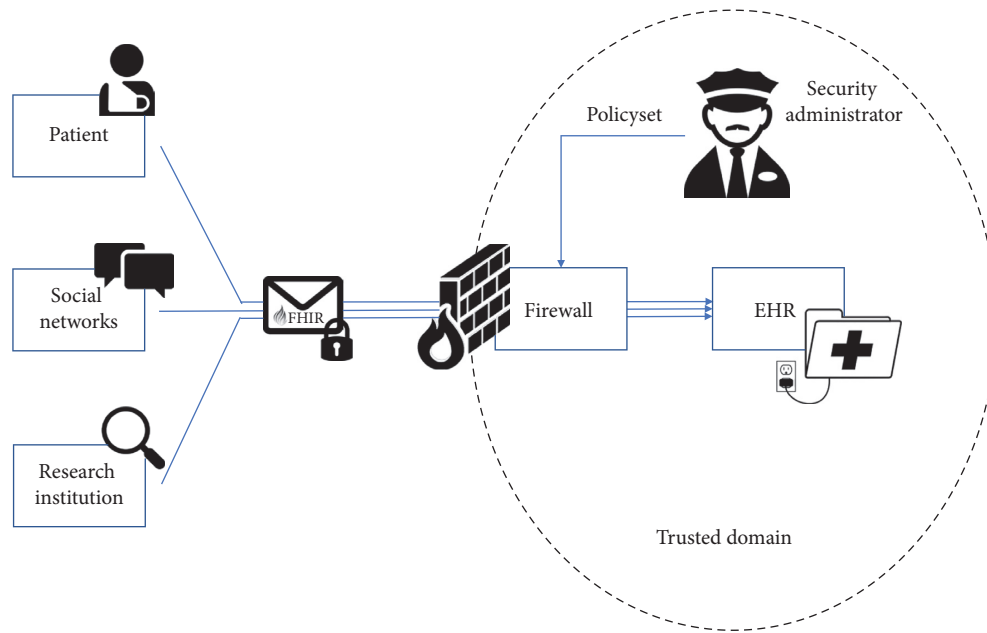 Patient
Social
networks
Research
institution
FHIR
Policyset
Security
administrator
Firewall
EHR
Trusted domain